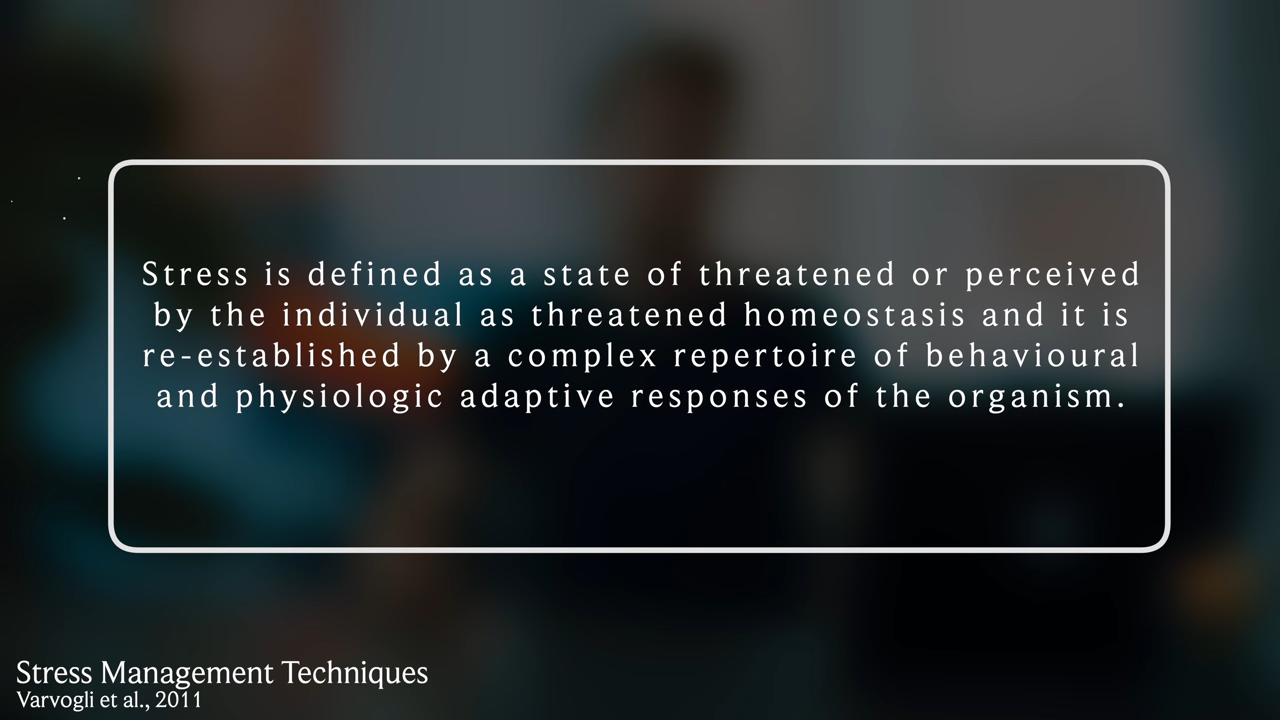 Stress is defined as a state of threatened or perceived
by the individual as threatened homeostasis and it is
re-established by a complex repertoire of behavioural
and physiologic adaptive responses of the organism.
Stress Management Techniques
Varvogli et al., 2011